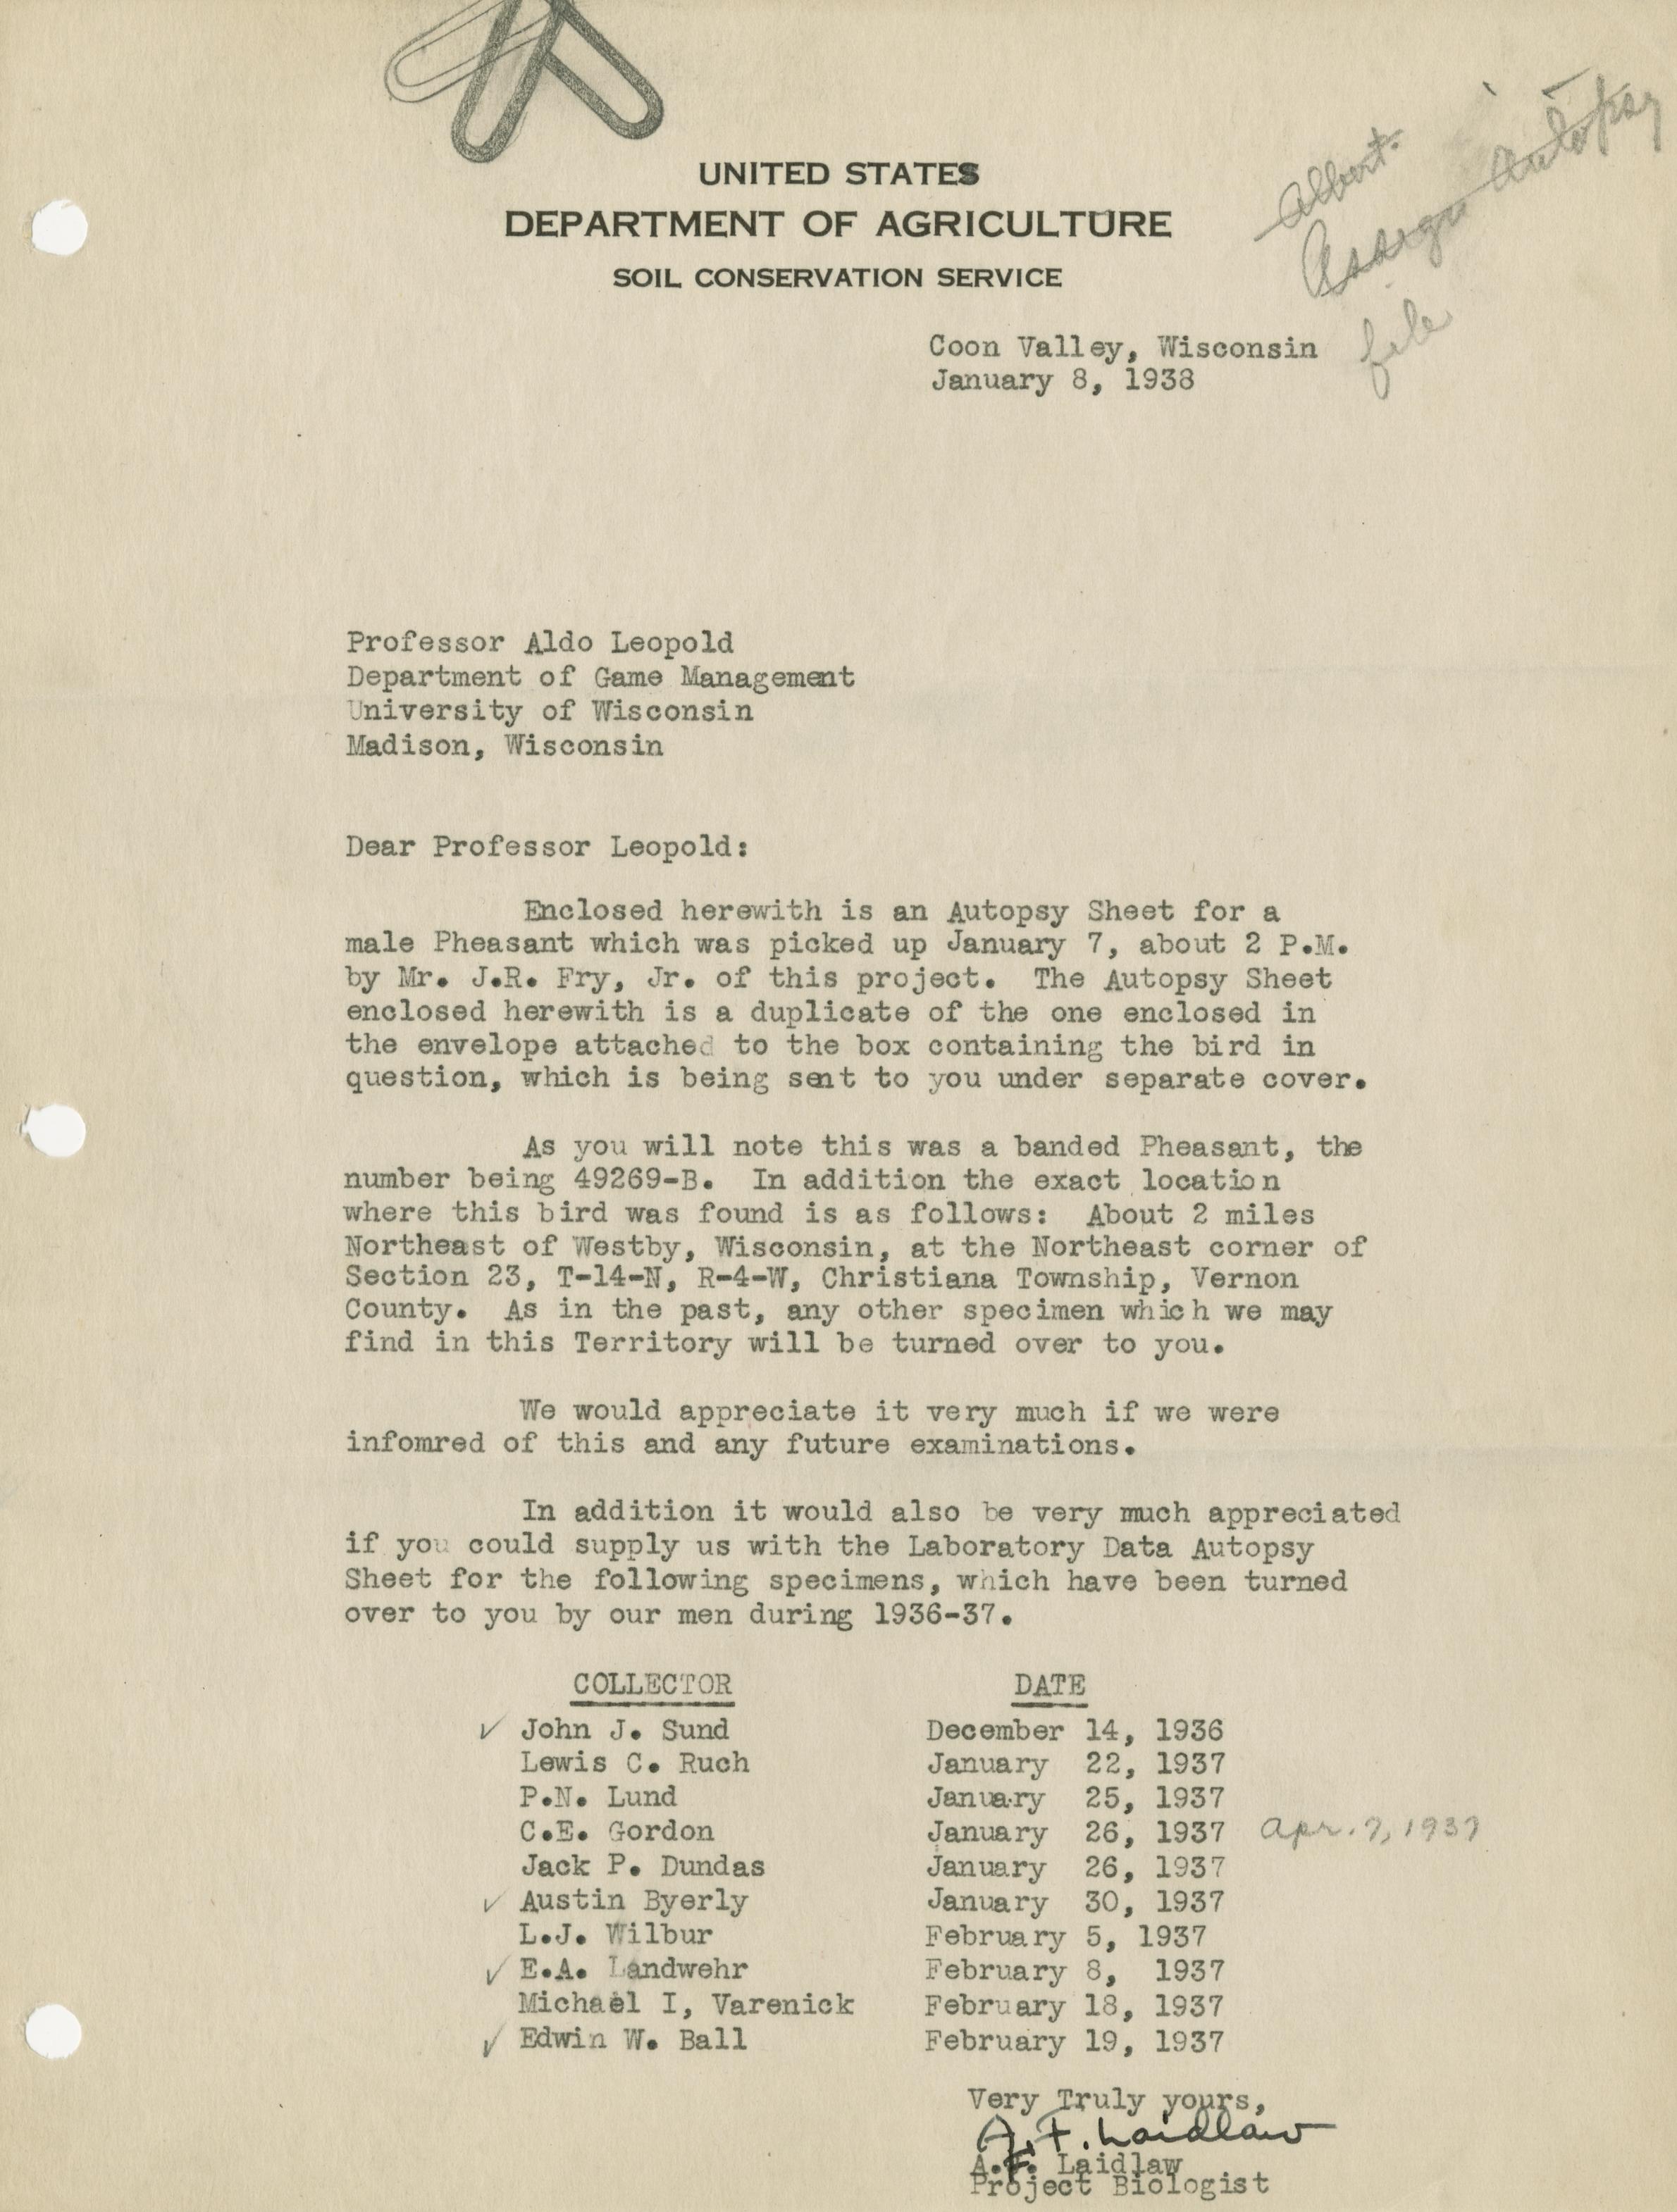 Albert.
Assign Autopsy
file
UNITED STATES
DEPARTMENT OF AGRICULTURE
SOIL CONSERVATION SERVICE
Coon Valley, Wisconsin
January 8, 1938
Professor Aldo Leopold
Department of Game Management
University of Wisconsin
Madison, Wisconsin
Dear Professor Leopold:
Enclosed herewith is an Autopsy Sheet for a
male Pheasant which was picked up January 7, about 2 P.M.
by Mr. J.R. Fry, Jr. of this project. The Autopsy Sheet
enclosed herewith is a duplicate of the one enclosed in
the envelope attached to the box containing the bird in
question, which is being sent to you under separate cover.
As you will note this was a banded Pheasant, the
number being 49269-B. In addition the exact location
where this bird was found is as follows: About 2 miles
Northeast of Westby, Wisconsin, at the Northeast corner of
Section 23, T-14-N, R-4-W, Christiana Township, Vernon
County. As in the past, any other specimen which we may
find in this Territory will be turned over to you.
We would appreciate it very much if we were
infomred of this and any future examinations.
In addition it would also be very much appreciated
if you could supply us with the Laboratory Data Autopsy
Sheet for the following specimens, which have been turned
over to you by our men during 1936-37.
COLLECTOR DATE
✓ John J. Sund December 14, 1936
Lewis C. Ruch January 22, 1937
P.N. Lund January 25, 1937
C.E. Gordon January 26, 1937 Apr. 7, 1937
Jack P. Dundas January 26, 1937
✓ Austin Byerly January 30, 1937
L.J. Wilbur February 5, 1937
✓ E.A. Landwehr February 8, 1937
Michael I, Varenick February 18, 1937
✓ Edwin W. Ball February 19, 1937
Very Truly yours,
A.F. Laidlaw
A.F. Laidlaw
Project Biologist